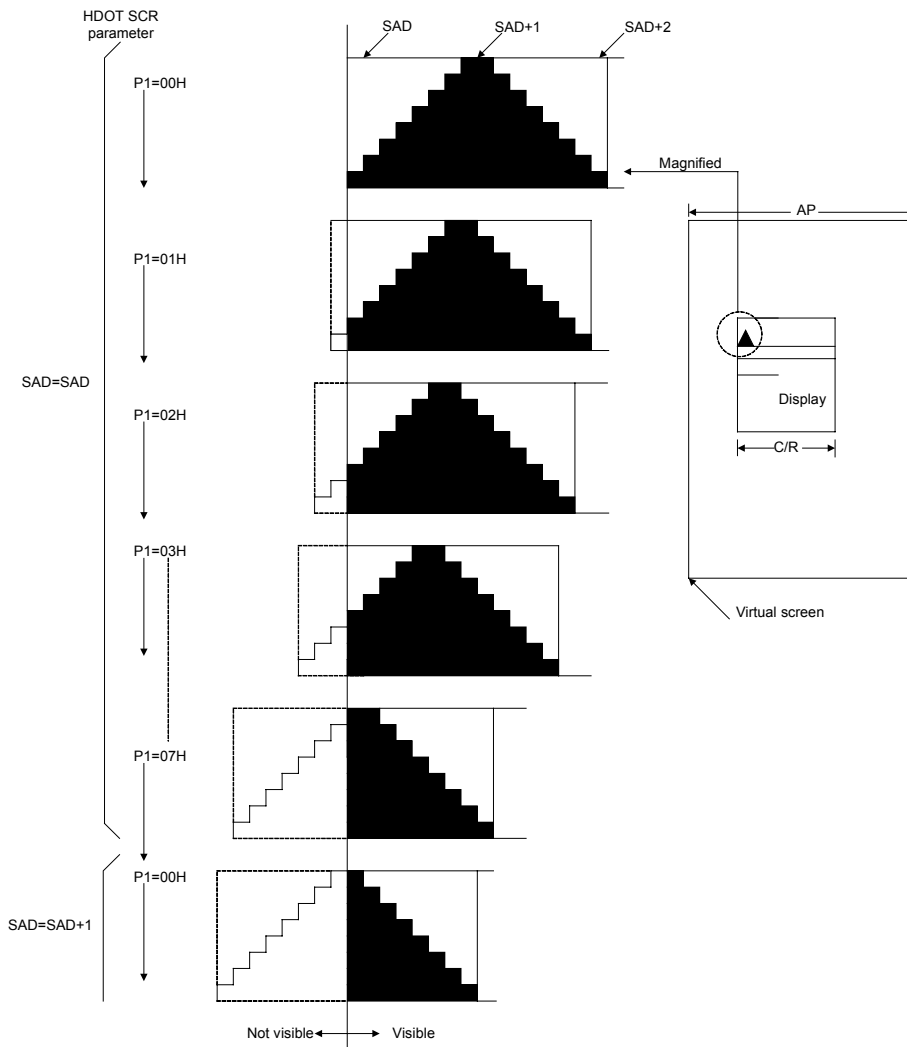 HDOT SCR
parameter
SAD
SAD+1
SAD+2
P1=00H
Magnified
AP
P1=01H
SAD=SAD
P1=02H
Display
C/R
P1=03H
Virtual screen
P1=07H
P1=00H
SAD=SAD+1
Not visible
Visible